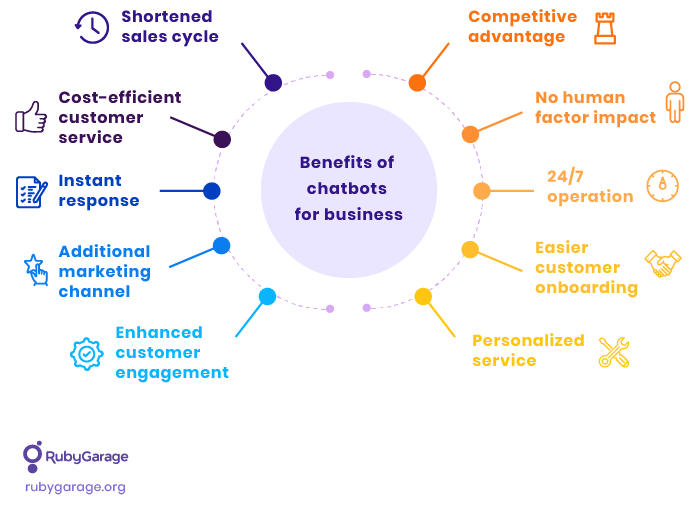 Shortened
sales cycle
Cost-efficient
customer
service
Instant
response
Additional
marketing
channel
Enhanced
customer
engagement
Benefits of
chatbots
for business
Competitive
advantage
No human
factor impact
24/7
operation
Easier
customer
onboarding
Personalized
service
RubyGarage
rubygarage.org